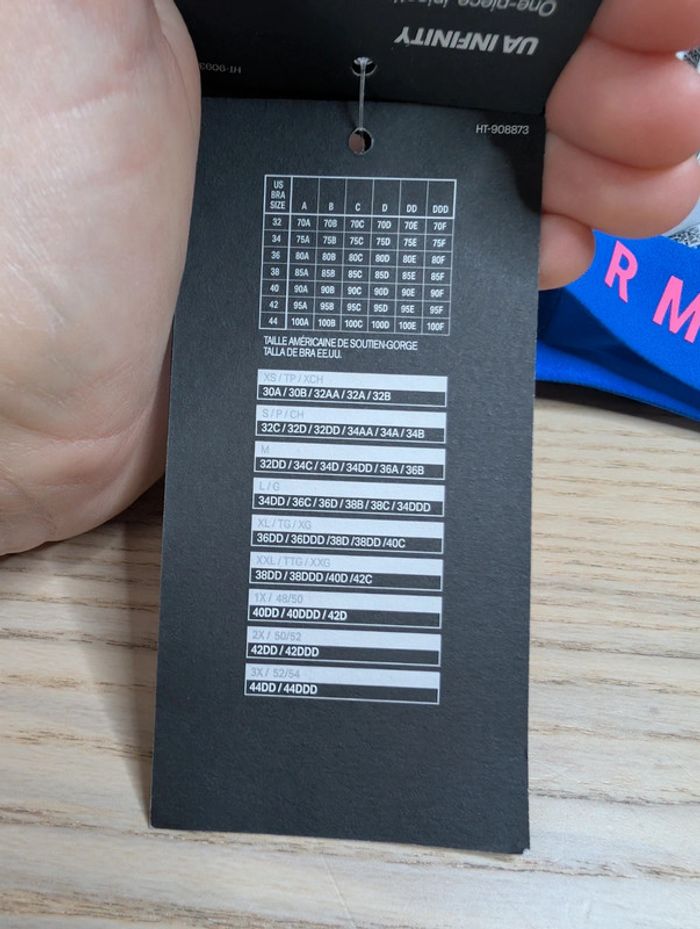 One-piece
UA INFINITY
HT-908873
US BRA SIZE A B C D DD DDD
32 70A 70B 70C 70D 70E 70F
34 75A 75B 75C 75D 75E 75F
36 80A 80B 80C 80D 80E 80F
38 85A 85B 85C 85D 85E 85F
40 90A 90B 90C 90D 90E 90F
42 95A 95B 95C 95D 95E 95F
44 100A 100B 100C 100D 100E 100F
TAILLE AMÉRICAINE DE SOUTIEN-GORGE
TALLA DE BRA EE.UU.
XS / TP / XCH
30A / 30B / 32AA / 32A / 32B
S / P / CH
32C / 32D / 32DD / 34AA / 34A / 34B
M
32DD / 34C / 34D / 34DD / 36A / 36B
L / G
34DD / 36C / 36D / 38B / 38C / 34DDD
XL / TG / XG
36DD / 36DDD /38D /38DD /40C
XXL / TTG / XXG
38DD / 38DDD /40D /42C
1X / 48/50
40DD / 40DDD / 42D
2X / 50/52
42DD / 42DDD
3X / 52/54
44DD / 44DDD
R M